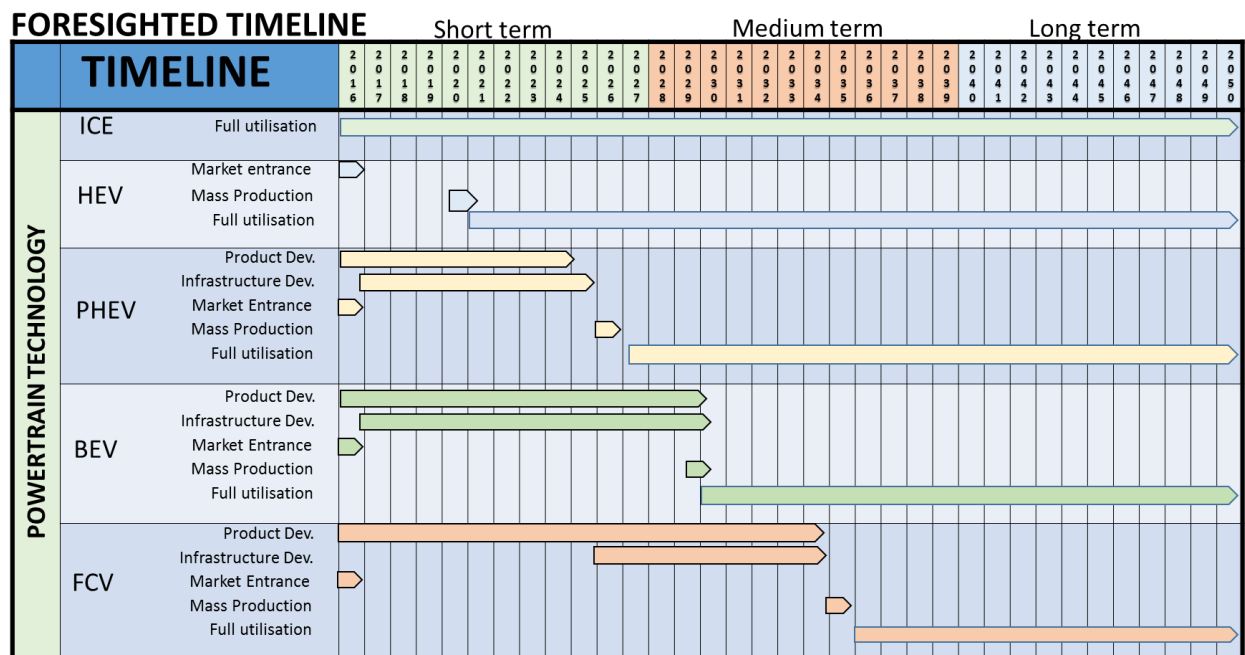 FORESIGHTED TIMELINE
Short term
Medium term
Long term
TIMELINE
2016 2017 2018 2019 2020 2021 2022 2023 2024 2025 2026 2027 2028 2029 2030 2031 2032 2033 2034 2035 2036 2037 2038 2039 2040 2041 2042 2043 2044 2045 2046 2047 2048 2049 2050
POWERTRAIN TECHNOLOGY
ICE
Full utilisation
HEV
Market entrance
Mass Production
Full utilisation
PHEV
Product Dev.
Infrastructure Dev.
Market Entrance
Mass Production
Full utilisation
BEV
Product Dev.
Infrastructure Dev.
Market Entrance
Mass Production
Full utilisation
FCV
Product Dev.
Infrastructure Dev.
Market Entrance
Mass Production
Full utilisation